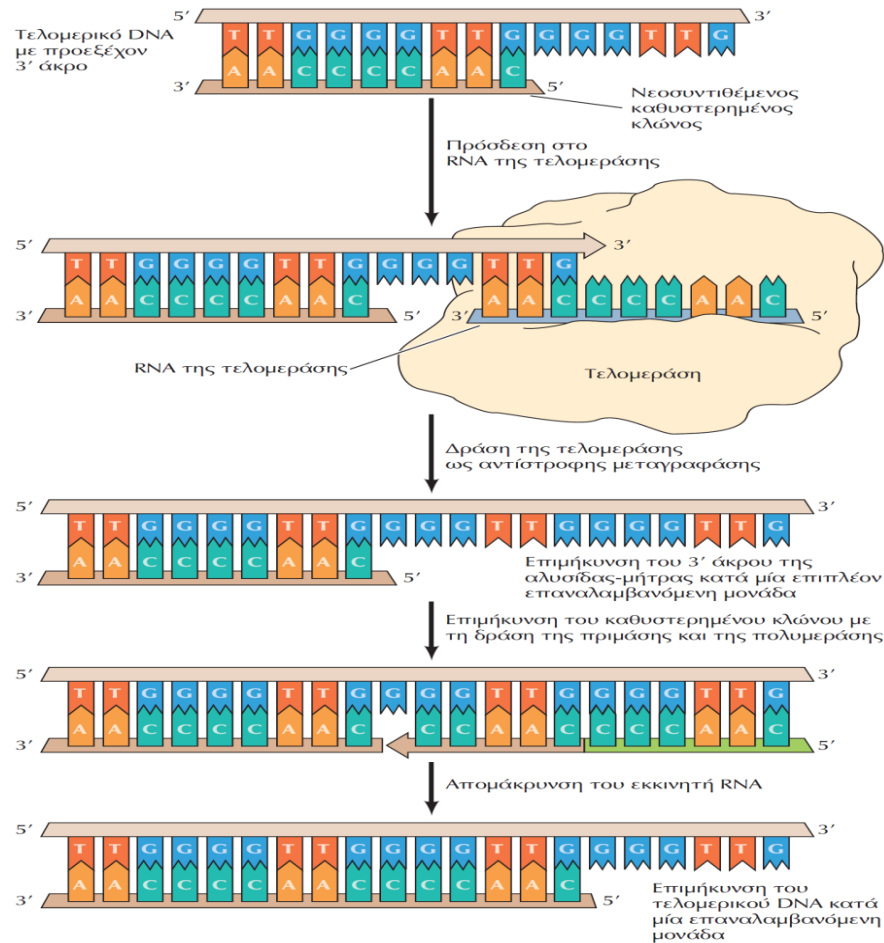 5′ 3′
T T G G G G T T G G G G T T G
Τελομερικό DNA
με προεξέχον
3′ άκρο
A A C C C C A A C
3′ 5′
Νεοσυντιθέμενος
καθυστερημένος
κλώνος
Πρόσδεση στο
RNA της τελομεράσης
5′ 3′
T T G G G G T T G G G G T T G
A A C C C C A A C A A C C C C A A C
3′ 5′ 3′ 5′
RNA της τελομεράσης
Τελομεράση
Δράση της τελομεράσης
ως αντίστροφης μεταγραφάσης
5′ 3′
T T G G G G T T G G G G T T G G G G T T G
A A C C C C A A C
3′ 5′
Επιμήκυνση του 3′ άκρου της
αλυσίδας-μήτρας κατά μία επιπλέον
επαναλαμβανόμενη μονάδα
Επιμήκυνση του καθυστερημένου κλώνου με
τη δράση της πριμάσης και της πολυμεράσης
5′ 3′
T T G G G G T T G G G G T T G G G G T T G
A A C C C C A A C C C A A C C C C A A C
3′ 5′
Απομάκρυνση του εκκινητή RNA
5′ 3′
T T G G G G T T G G G G T T G G G G T T G
A A C C C C A A C C C C A A C
3′ 5′
Επιμήκυνση του
τελομερικού DNA κατά
μία επαναλαμβανόμενη
μονάδα